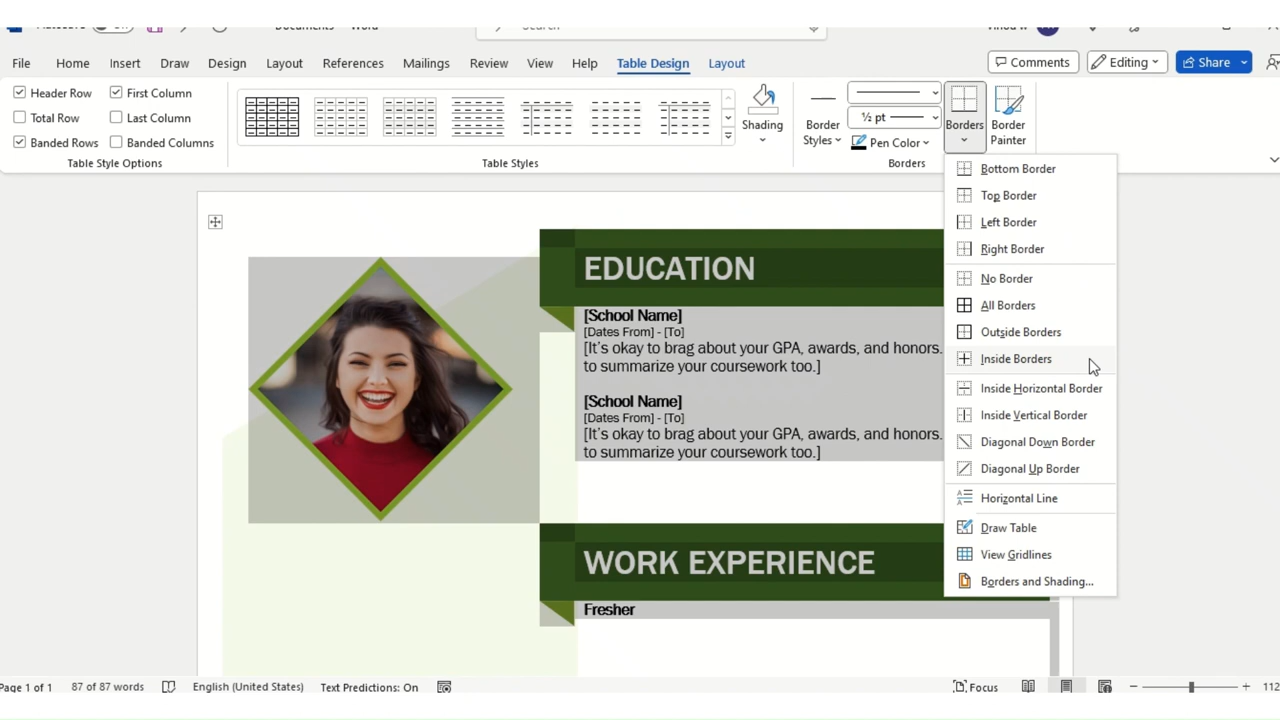 File Home Insert Draw Design Layout References Mailings Review View Help Table Design Layout Comments Editing Share
Header Row First Column
Total Row Last Column
Banded Rows Banded Columns
Table Style Options
Table Styles
Shading
Border Styles
½ pt
Pen Color
Borders
Border Painter
Borders
Bottom Border
Top Border
Left Border
Right Border
No Border
All Borders
Outside Borders
Inside Borders
Inside Horizontal Border
Inside Vertical Border
Diagonal Down Border
Diagonal Up Border
Horizontal Line
Draw Table
View Gridlines
Borders and Shading...
EDUCATION
[School Name]
[Dates From] - [To]
[It's okay to brag about your GPA, awards, and honors.
to summarize your coursework too.]
[School Name]
[Dates From] - [To]
[It's okay to brag about your GPA, awards, and honors.
to summarize your coursework too.]
WORK EXPERIENCE
Fresher
Page 1 of 1 87 of 87 words English (United States) Text Predictions: On Focus 112